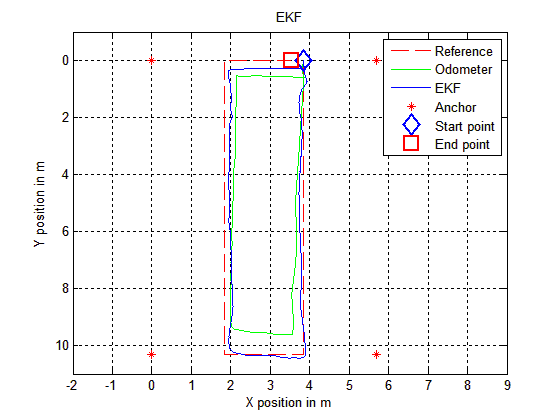 EKF
Reference
Odometer
EKF
Anchor
Start point
End point
0
2
4
6
8
10
Y position in m
-2 -1 0 1 2 3 4 5 6 7 8 9
X position in m